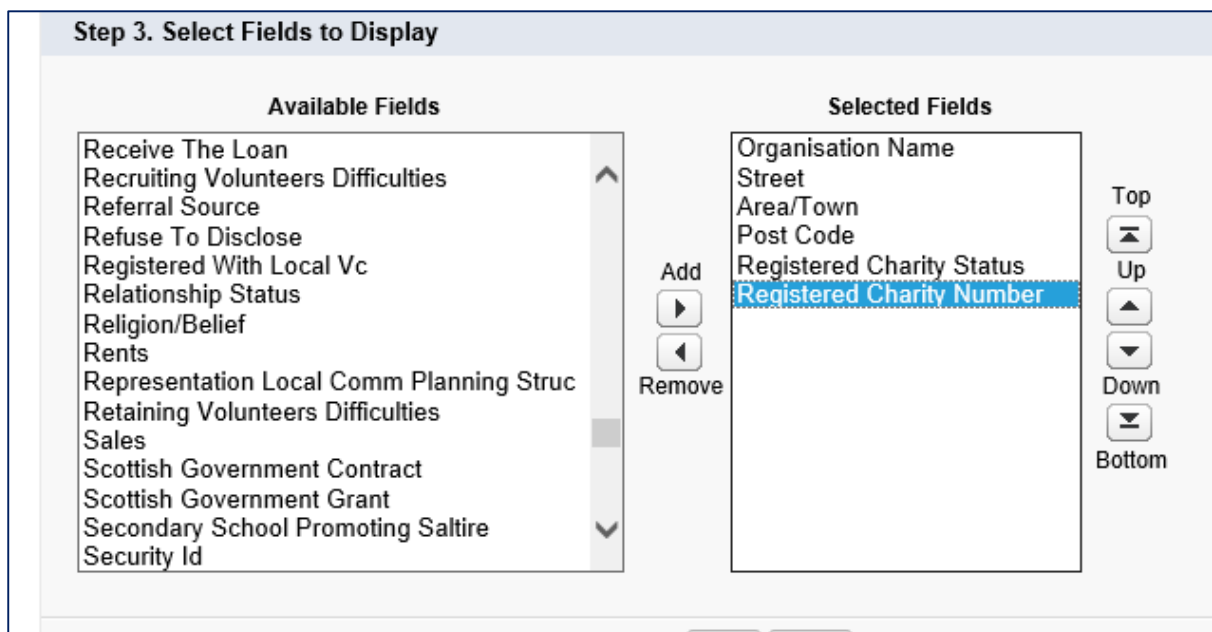 Step 3. Select Fields to Display
Available Fields
Receive The Loan
Recruiting Volunteers Difficulties
Referral Source
Refuse To Disclose
Registered With Local Vc
Relationship Status
Religion/Belief
Rents
Representation Local Comm Planning Struc
Retaining Volunteers Difficulties
Sales
Scottish Government Contract
Scottish Government Grant
Secondary School Promoting Saltire
Security Id
Add
Remove
Selected Fields
Organisation Name
Street
Area/Town
Post Code
Registered Charity Status
Registered Charity Number
Top
Up
Down
Bottom